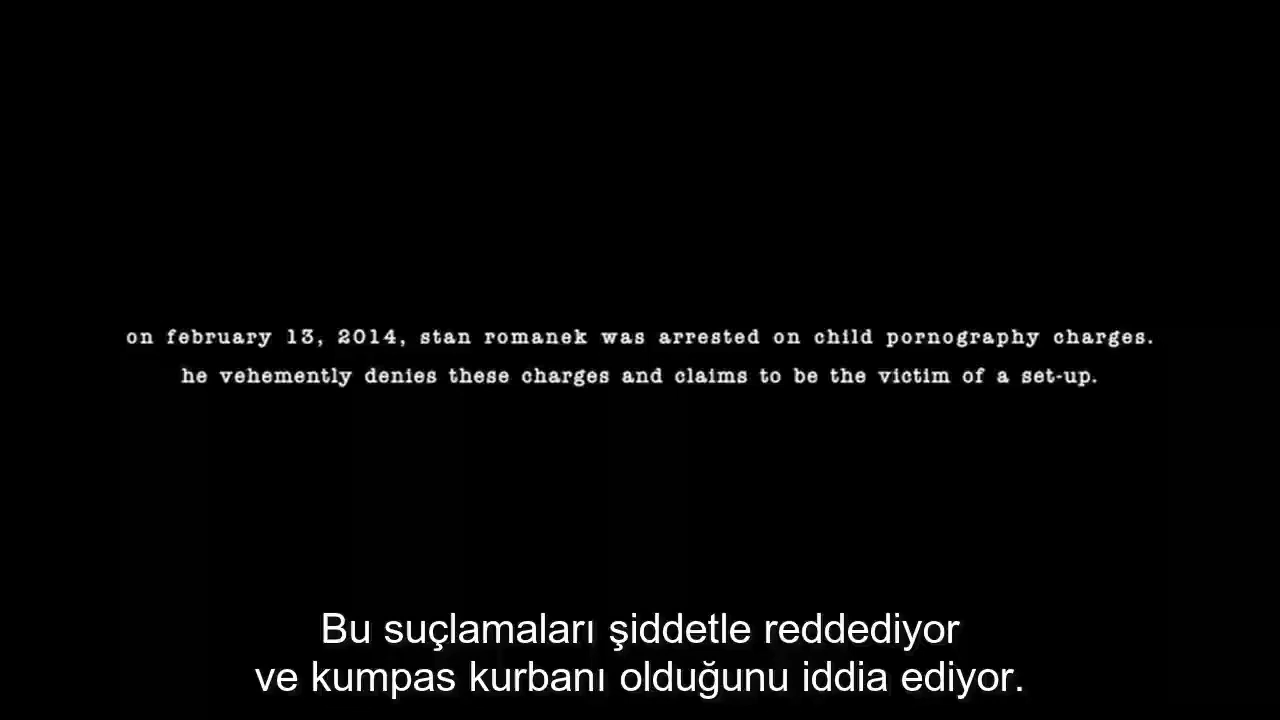 on february 13, 2014, stan romanek was arrested on child pornography charges.
he vehemently denies these charges and claims to be the victim of a set-up.
Bu suçlamaları şiddetle reddediyor
ve kumpas kurbanı olduğunu iddia ediyor.